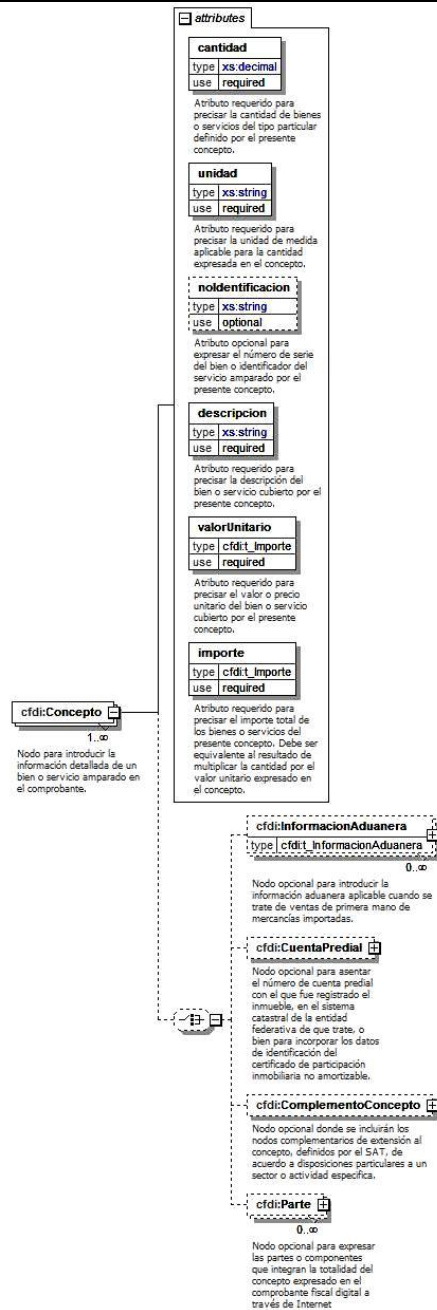 attributes
cantidad
type xs:decimal
use required
Atributo requerido para
precisar la cantidad de bienes
o servicios del tipo particular
definido por el presente
concepto.
unidad
type xs:string
use required
Atributo requerido para
precisar la unidad de medida
aplicable para la cantidad
expresada en el concepto.
noIdentificacion
type xs:string
use optional
Atributo opcional para
expresar el número de serie
del bien o identificador del
servicio amparado por el
presente concepto.
descripcion
type xs:string
use required
Atributo requerido para
precisar la descripción del
bien o servicio cubierto por el
presente concepto.
valorUnitario
type cfdi:t_Importe
use required
Atributo requerido para
precisar el valor o precio
unitario del bien o servicio
cubierto por el presente
concepto.
importe
type cfdi:t_Importe
use required
Atributo requerido para
precisar el importe total de
los bienes o servicios del
presente concepto. Debe ser
equivalente al resultado de
multiplicar la cantidad por el
valor unitario expresado en
el concepto.
cfdi:Concepto
1..∞
Nodo para introducir la
información detallada de un
bien o servicio amparado en
el comprobante.
cfdi:InformacionAduanera
type cfdi:t_InformacionAduanera
0..∞
Nodo opcional para introducir la
información aduanera aplicable cuando se
trate de ventas de primera mano de
mercancías importadas.
cfdi:CuentaPredial
Nodo opcional para asentar
el número de cuenta predial
con el que fue registrado el
inmueble, en el sistema
catastral de la entidad
federativa de que trate, o
bien para incorporar los datos
de identificación del
certificado de participación
inmobiliaria no amortizable.
cfdi:ComplementoConcepto
Nodo opcional donde se incluirán los
nodos complementarios de extensión al
concepto, definidos por el SAT, de
acuerdo a disposiciones particulares a un
sector o actividad especifica.
cfdi:Parte
0..∞
Nodo opcional para expresar
las partes o componentes
que integran la totalidad del
concepto expresado en el
comprobante fiscal digital a
través de Internet